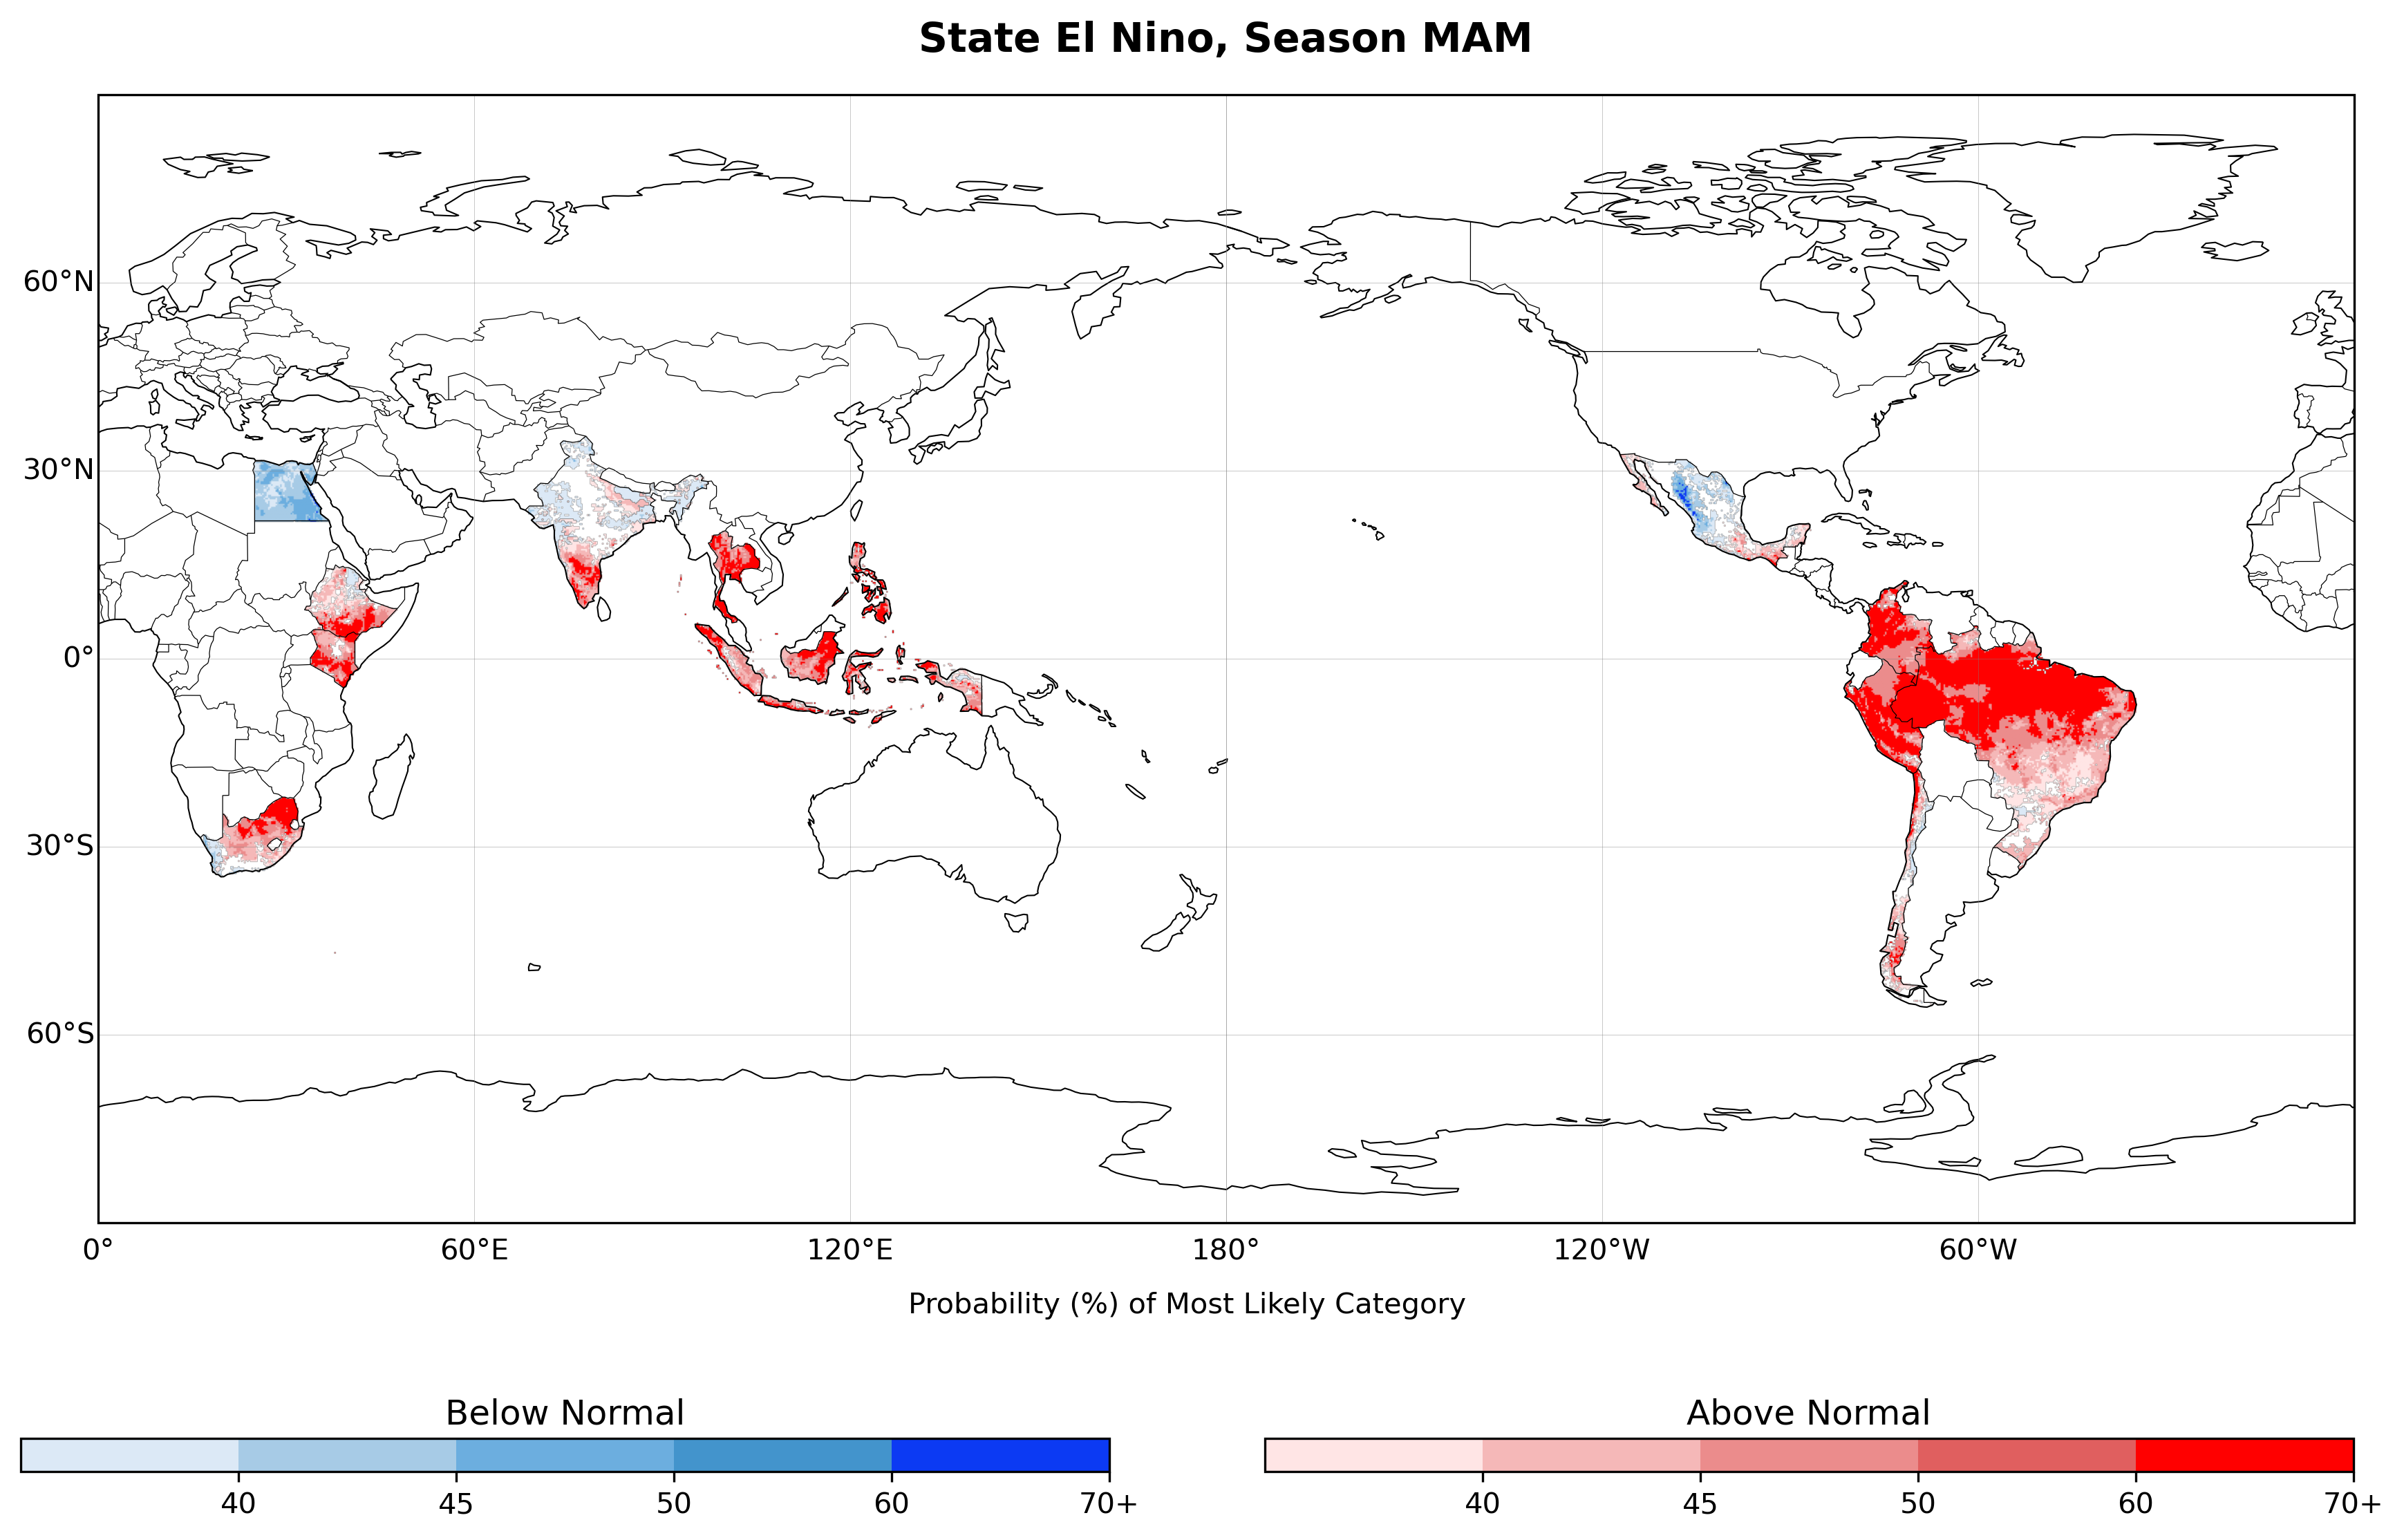 State El Nino, Season MAM
60°N
30°N
0°
30°S
60°S
0° 60°E 120°E 180° 120°W 60°W
Probability (%) of Most Likely Category
Below Normal
40 45 50 60 70+
Above Normal
40 45 50 60 70+